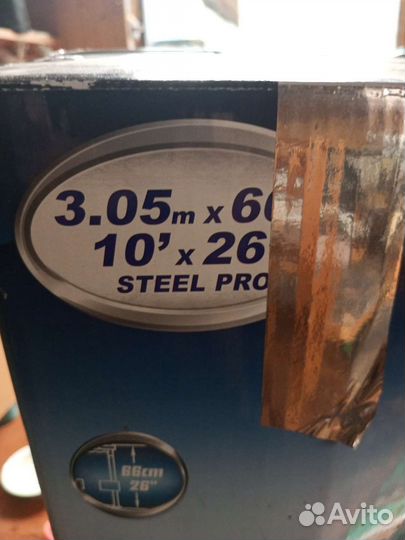 3.05m x 6
10' x 26
STEEL PRO
66cm
26"
Avito